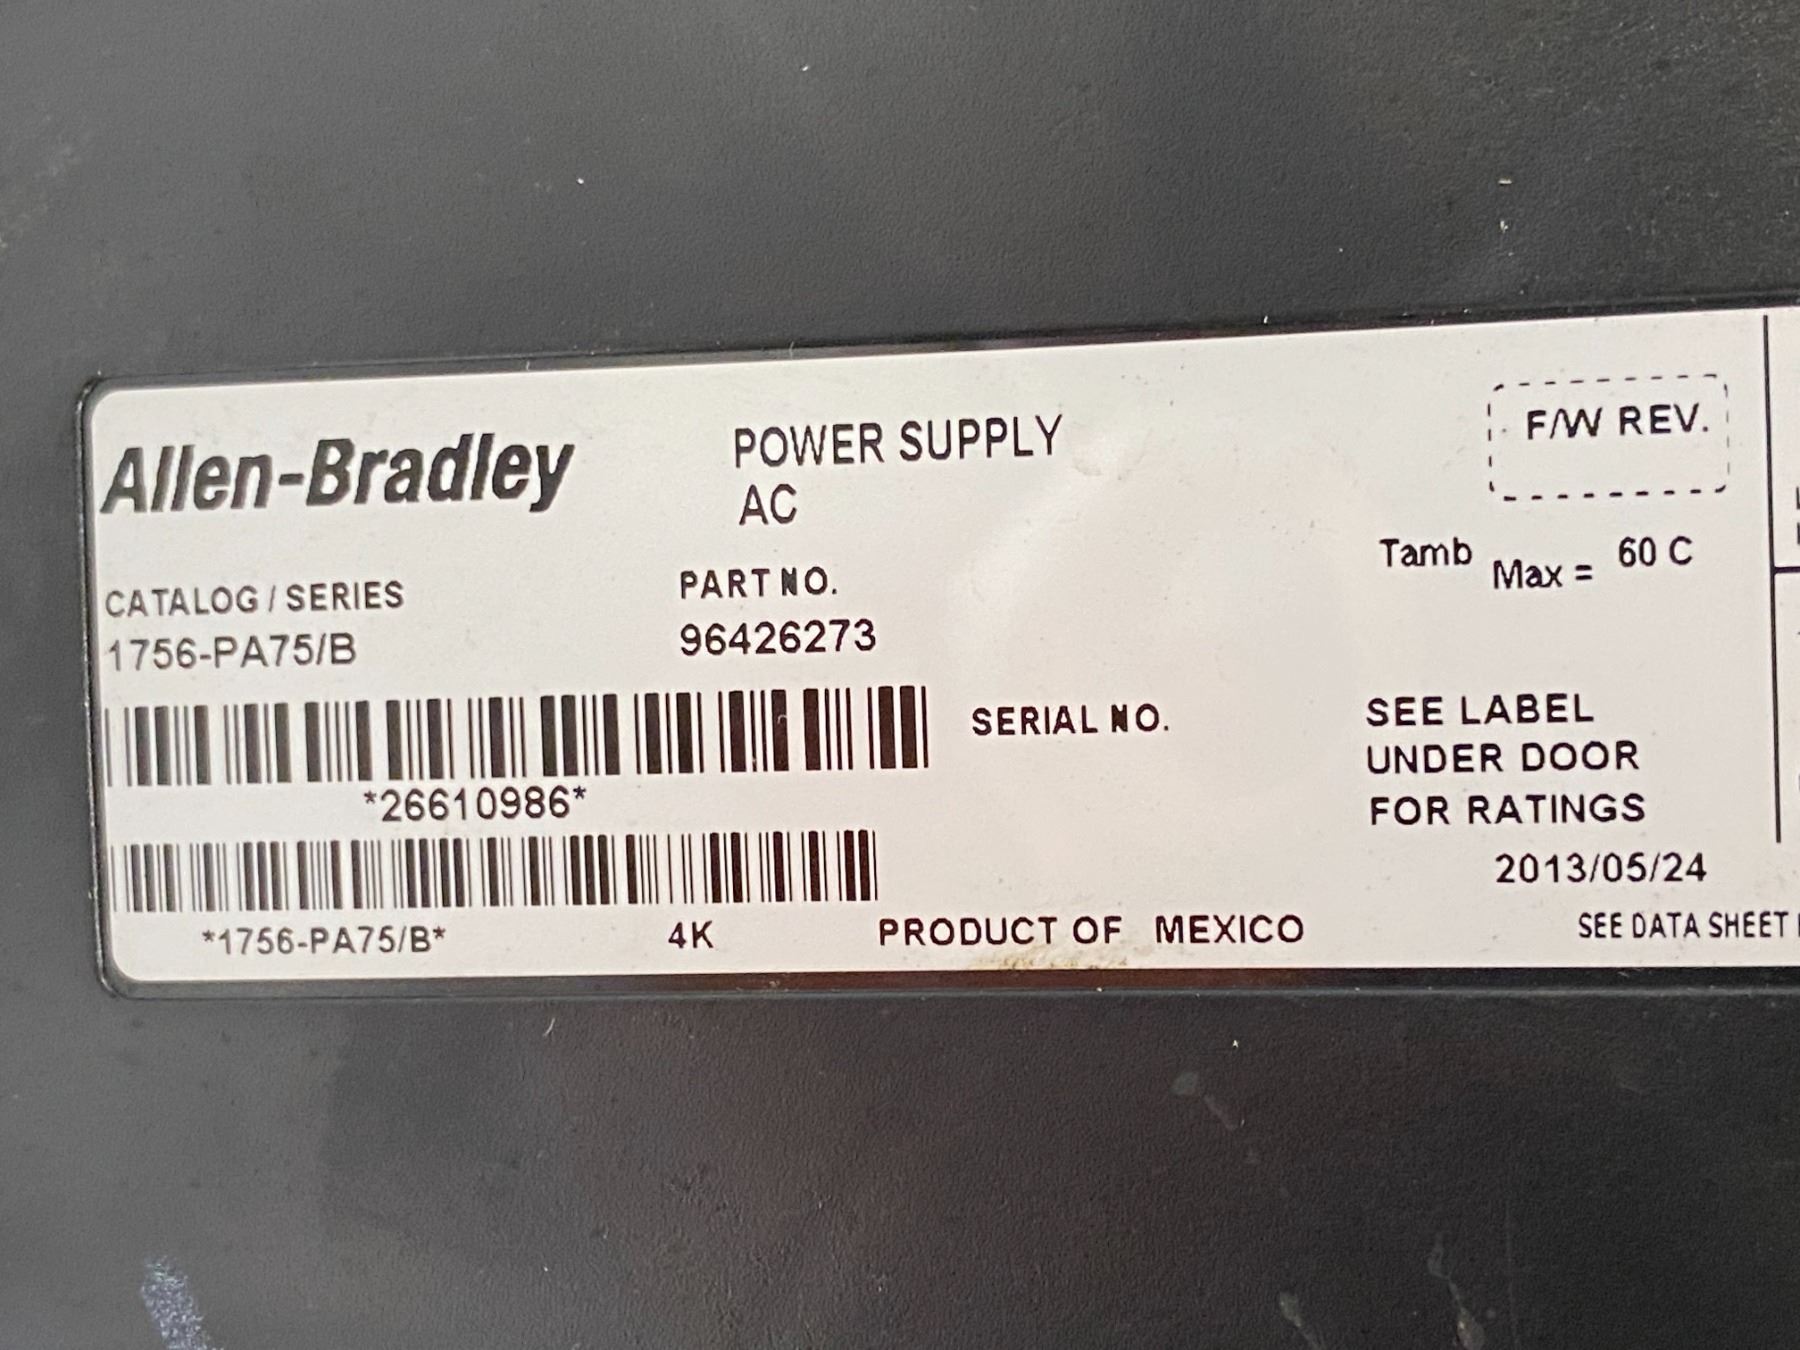 Allen-Bradley
POWER SUPPLY
AC
F/W REV.
Tamb Max = 60 C
CATALOG / SERIES
1756-PA75/B
PART NO.
96426273
*26610986*
SERIAL NO.
SEE LABEL
UNDER DOOR
FOR RATINGS
2013/05/24
*1756-PA75/B*
4K
PRODUCT OF MEXICO
SEE DATA SHEET